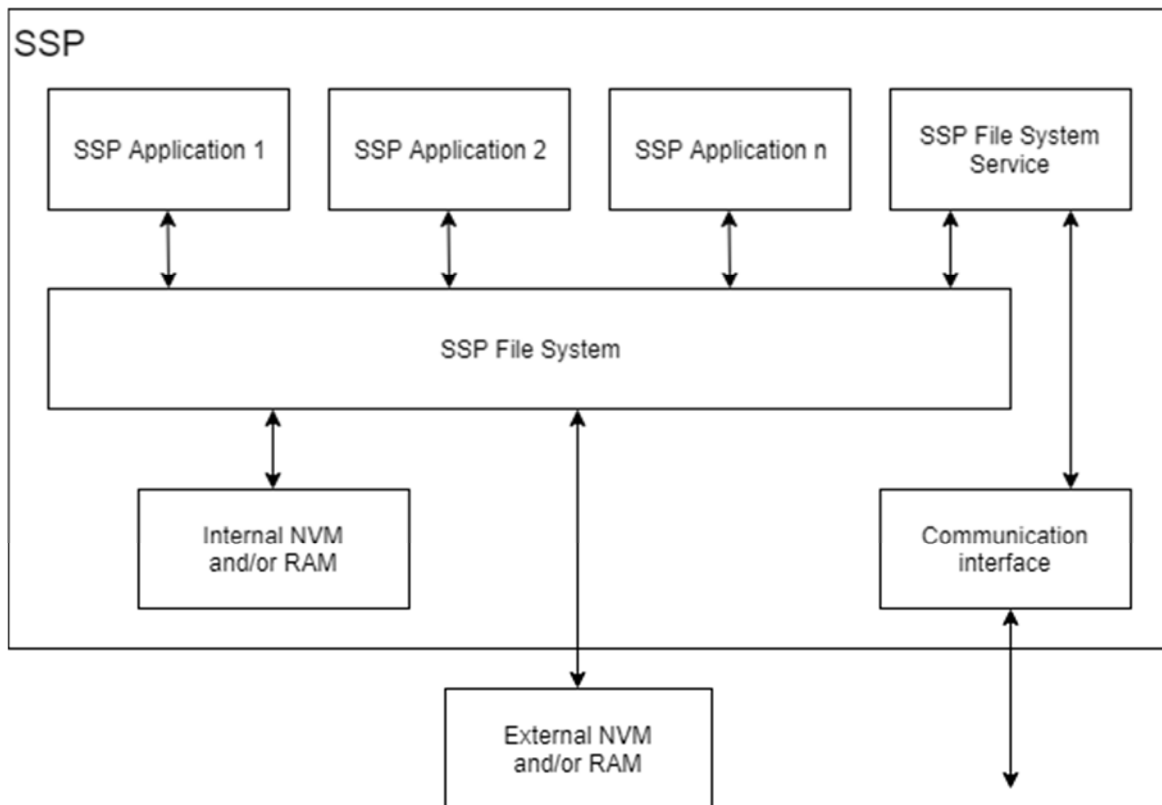 SSP
SSP Application 1
SSP Application 2
SSP Application n
SSP File System
Service
SSP File System
Internal NVM
and/or RAM
Communication
interface
External NVM
and/or RAM